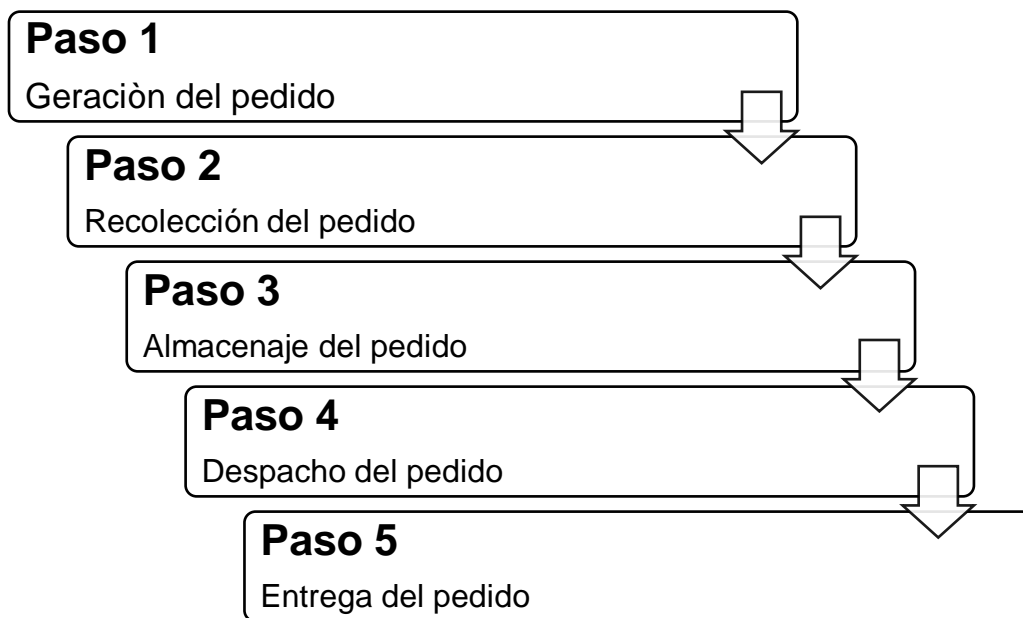 Paso 1
Geraciòn del pedido
Paso 2
Recolección del pedido
Paso 3
Almacenaje del pedido
Paso 4
Despacho del pedido
Paso 5
Entrega del pedido